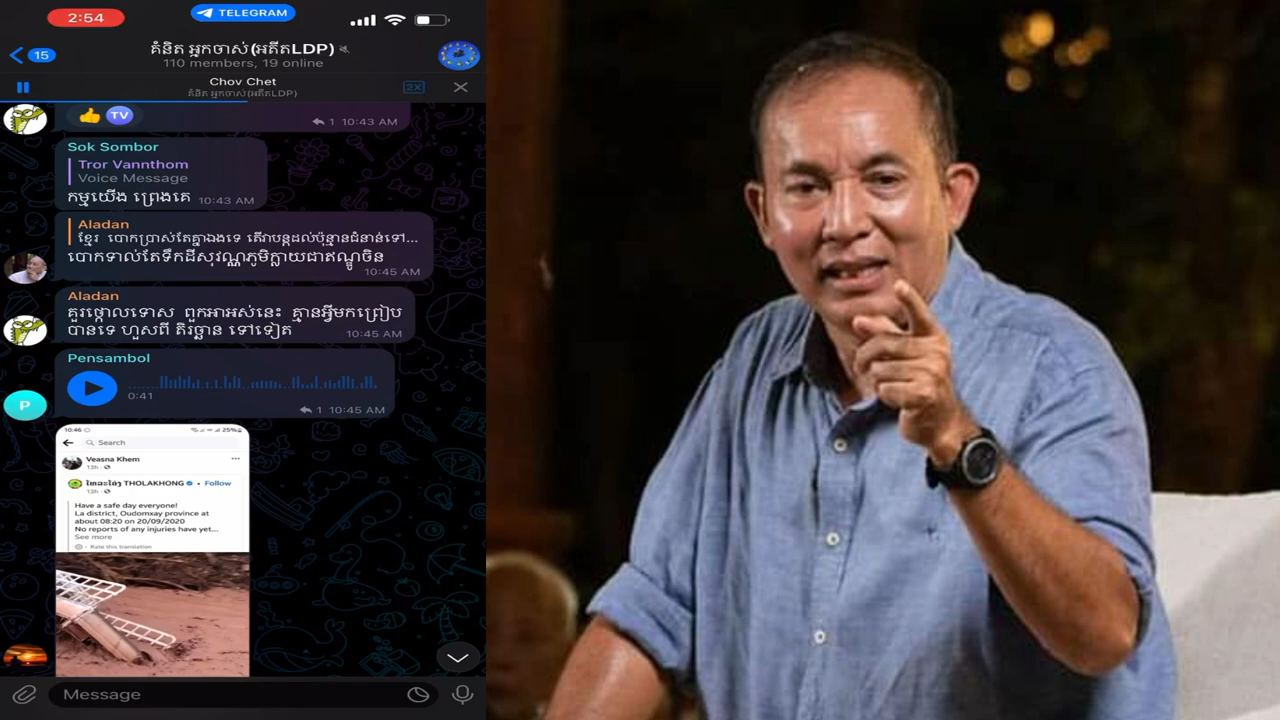 2:54
TELEGRAM
15
គំនិត អ្នកចាស់(អតីតLDP)
110 members, 19 online
Chov Chet
គំនិត អ្នកចាស់(អតីតLDP)
2X
TV
1 10:43 AM
Sok Sombor
Tror Vannthom
Voice Message
កម្មយើង ព្រេងគេ 10:43 AM
Aladan
ខ្មែរ បោកប្រាស់តែគ្នាឯងទេ តើវាបន្តដល់ប៉ុន្មានជំនាន់ទៅ...
បោកទាល់តែទឹកដីសុវណ្ណភូមិក្លាយជាឥណ្ឌូចិន
10:45 AM
Aladan
គួរផ្តោលទោស ពួកអាអស់នេះ គ្មានអ្វីមកប្រៀប
បានទេ ហួសពី តិរច្ឆាន ទៅទៀត 10:45 AM
Pensambol
0:41
1 10:45 AM
P
10:46 25%
Search
Veasna Khem
13h
THOLAKHONG • Follow
13h
Have a safe day everyone!
La district, Oudomxay province at
about 08:20 on 20/09/2020
No reports of any injuries have yet...
See more
Rate this translation
Message